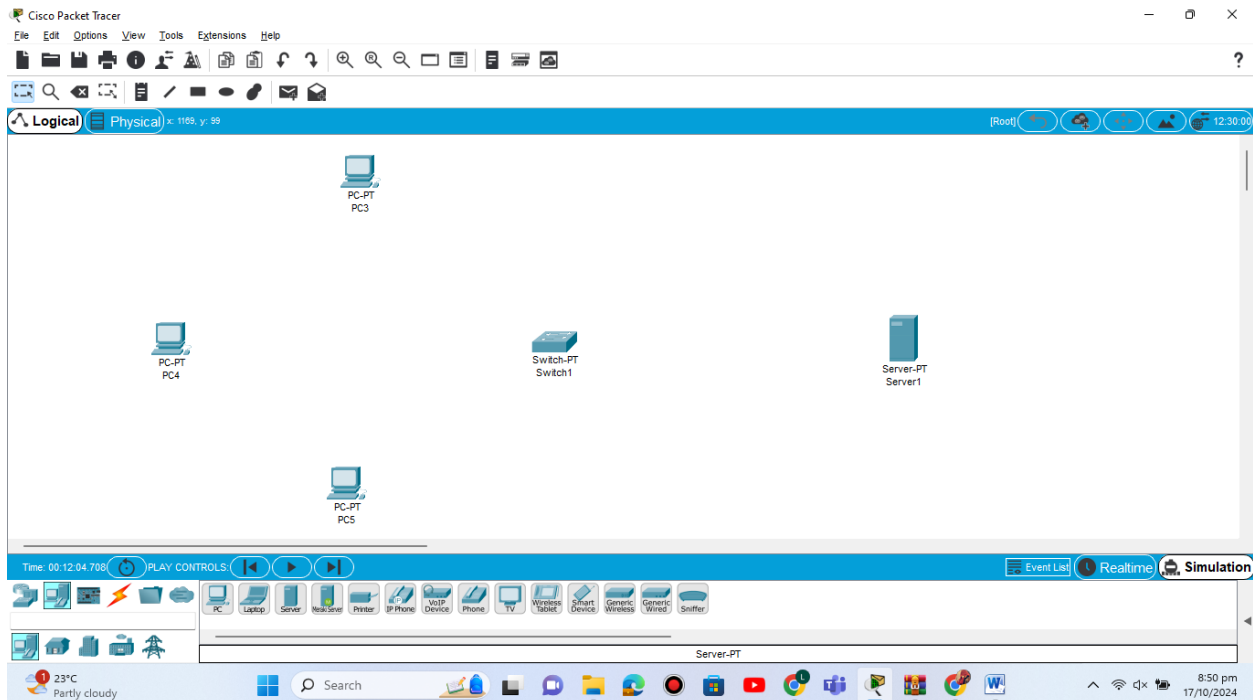 Cisco Packet Tracer
File Edit Options View Tools Extensions Help
?
Logical Physical x: 1169, y: 99 [Root] 12:30:00
PC-PT
PC3
PC-PT
PC4
Switch-PT
Switch1
Server-PT
Server1
PC-PT
PC5
Time: 00:12:04.708 PLAY CONTROLS: Event List Realtime Simulation
PC Laptop Server Meraki Server Printer IP Phone VoIP Device Phone TV Wireless Tablet Smart Device Generic Wireless Generic Wired Sniffer
Server-PT
1 23°C
Partly cloudy
Search
8:50 pm
17/10/2024